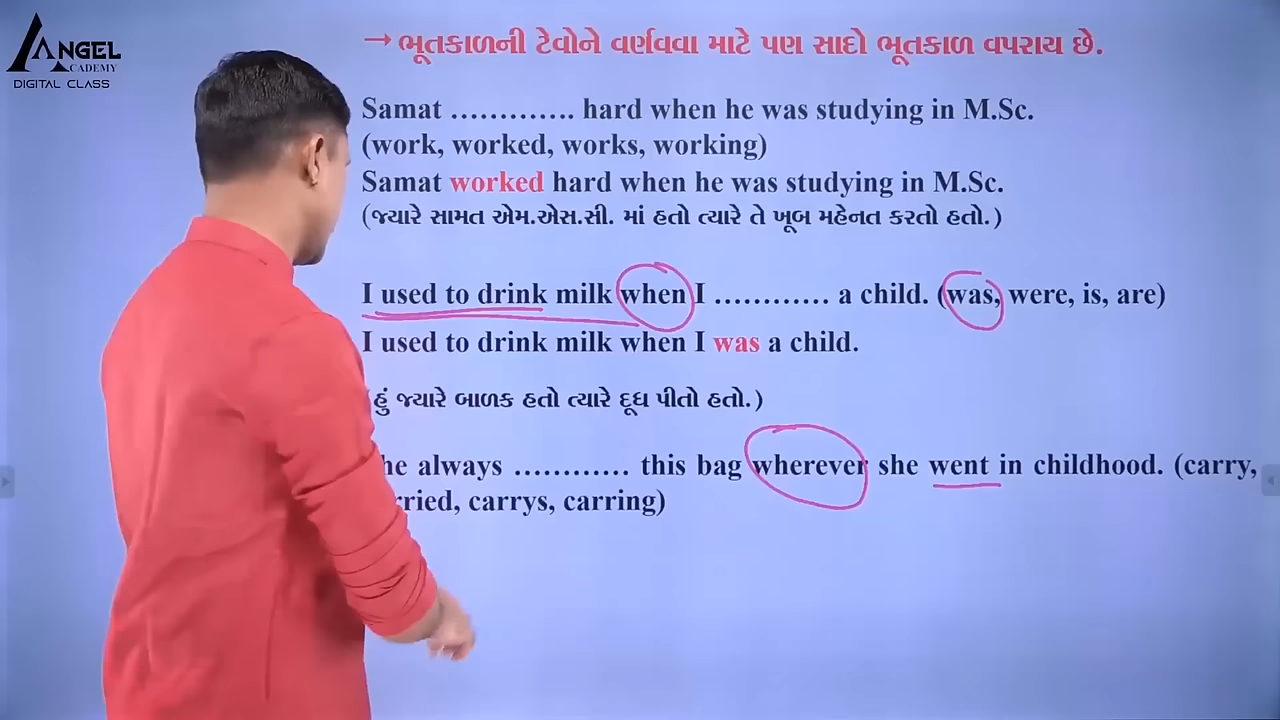 ANGEL
ACADEMY
DIGITAL CLASS
→ ભૂતકાળની ટેવોને વર્ણવવા માટે પણ સાદો ભૂતકાળ વપરાય છે.
Samat ............. hard when he was studying in M.Sc.
(work, worked, works, working)
Samat worked hard when he was studying in M.Sc.
(જ્યારે સામત એમ.એસ.સી. માં હતો ત્યારે તે ખૂબ મહેનત કરતો હતો.)
I used to drink milk when I ............ a child. (was, were, is, are)
I used to drink milk when I was a child.
(હું જ્યારે બાળક હતો ત્યારે દૂધ પીતો હતો.)
always ............ this bag wherever she went in childhood. (carry,
carrys, carring)